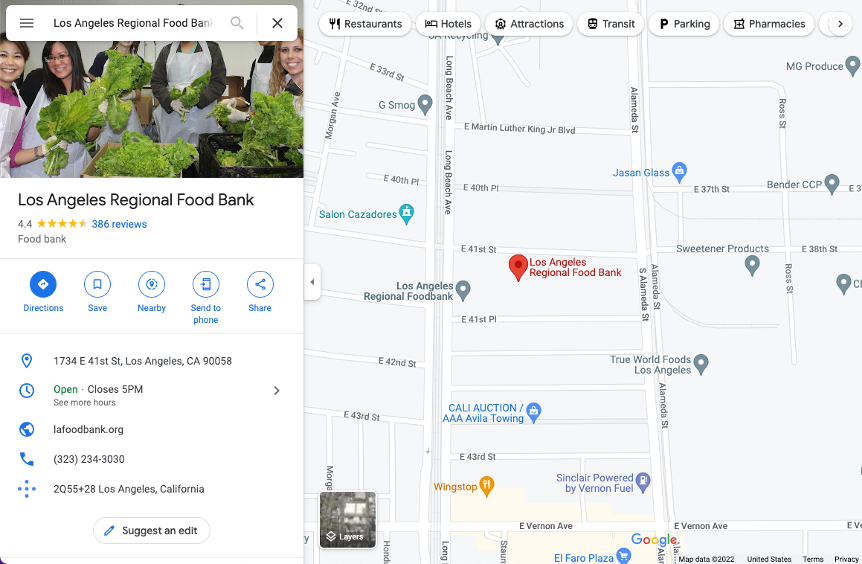 Los Angeles Regional Food Bank
Restaurants
Hotels
Attractions
Transit
Parking
Pharmacies
Los Angeles Regional Food Bank
4.4
386 reviews
Food bank
Directions
Save
Nearby
Send to
phone
Share
1734 E 41st St, Los Angeles, CA 90058
Open · Closes 5PM
See more hours
lafoodbank.org
(323) 234-3030
2Q55+28 Los Angeles, California
Suggest an edit
SA Recycling
E 33rd St
Long Beach Ave
Morgan Ave
G Smog
E Martin Luther King Jr Blvd
Alameda St
MG Produce
Ross St
Jasan Glass
E 40th Pl
Long Beach Ave
E 40th Pl
E 37th St
Bender CCP
Salon Cazadores
E 41st St
Sweetener Products
E 38th St
Los Angeles
Regional Food Bank
Los Angeles
Regional Foodbank
S Alameda St
Alameda St
Ross St
E 41st Pl
E 42nd St
True World Foods
Los Angeles
CALI AUCTION /
AAA Avila Towing
Alameda St
E 43rd St
E 43rd St
Wingstop
Sinclair Powered
by Vernon Fuel
Layers
E Vernon Ave
E Vernon Ave
Google
El Faro Plaza
Map data ©2022
United States
Terms
Privacy